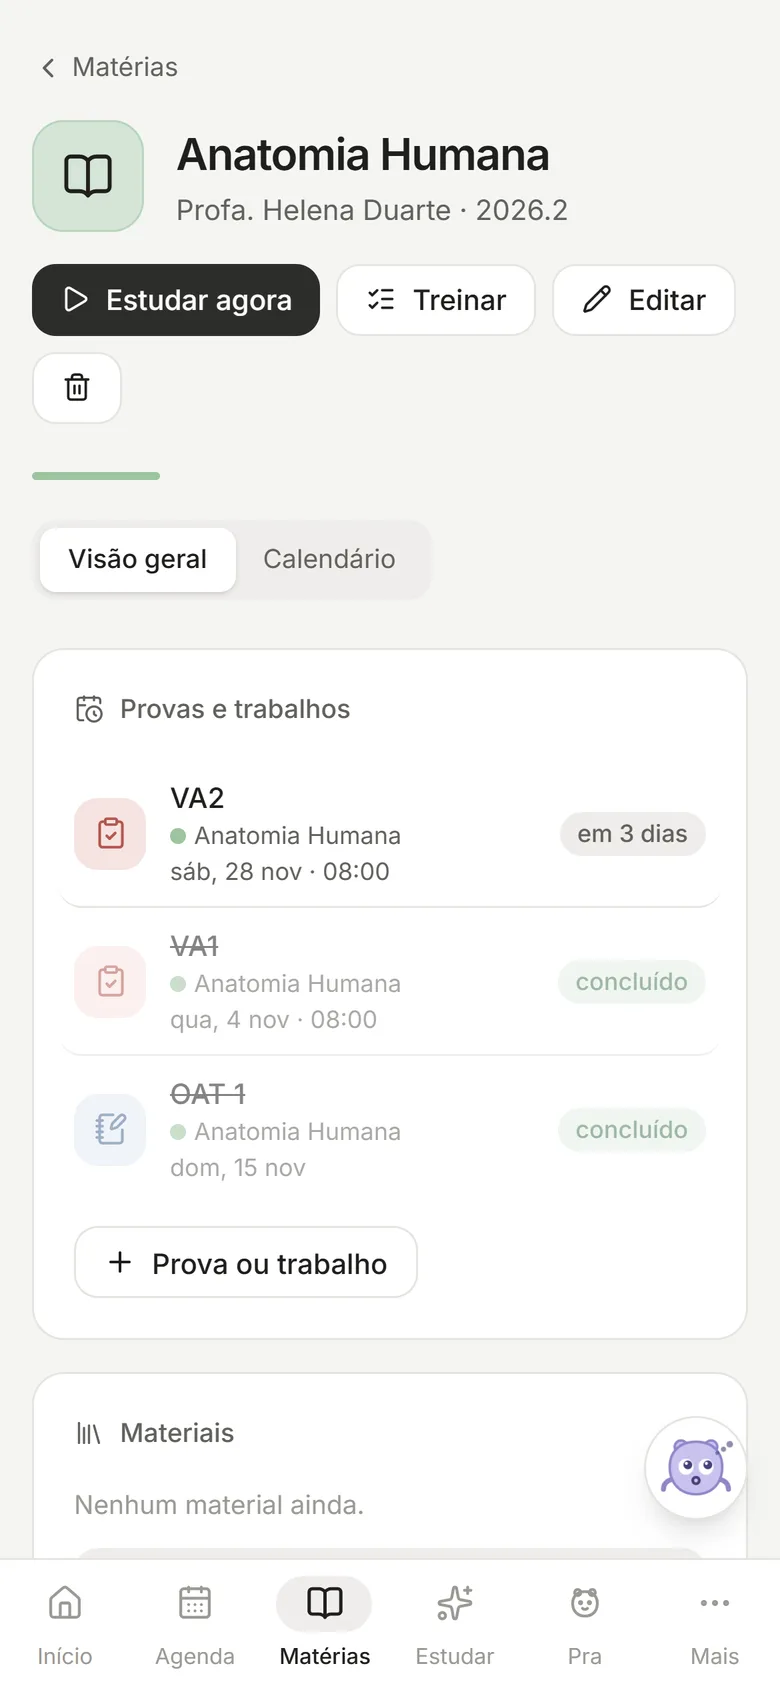 Matérias
Anatomia Humana
Profa. Helena Duarte · 2026.2
Estudar agora
Treinar
Editar
Visão geral
Calendário
Provas e trabalhos
VA2
Anatomia Humana
sáb, 28 nov · 08:00
em 3 dias
VA1
Anatomia Humana
qua, 4 nov · 08:00
concluído
OAT 1
Anatomia Humana
dom, 15 nov
concluído
Prova ou trabalho
Materiais
Nenhum material ainda.
Início
Agenda
Matérias
Estudar
Pra
Mais